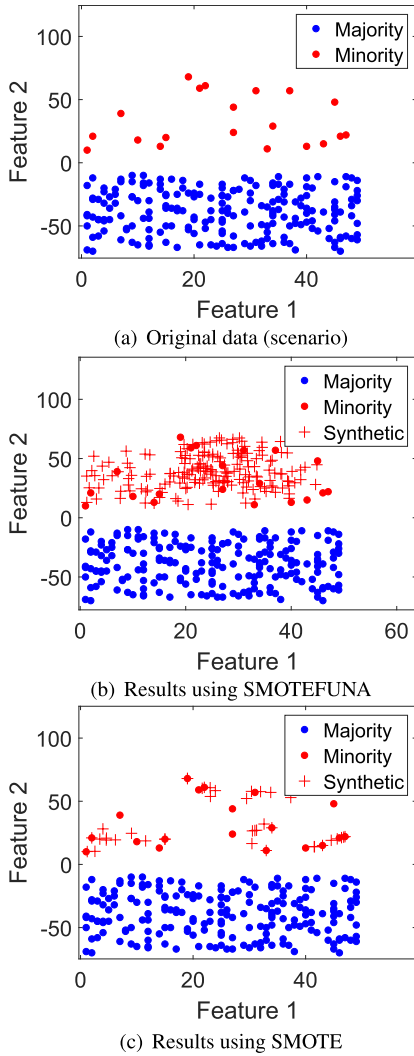 100
50
0
-50
Feature 2
Majority
Minority
0
20
40
Feature 1
(a) Original data (scenario)
100
50
0
-50
Feature 2
Majority
Minority
Synthetic
0
20
40
60
Feature 1
(b) Results using SMOTEFUNA
100
50
0
-50
Feature 2
Majority
Minority
Synthetic
0
20
40
Feature 1
(c) Results using SMOTE